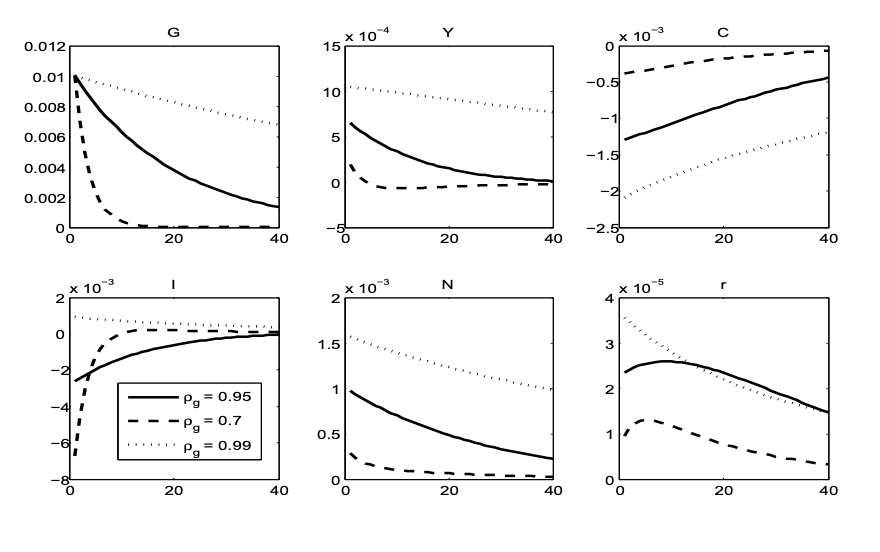 G
0.012
0.01
0.008
0.006
0.004
0.002
0
0 20 40
Y
x 10⁻⁴
15
10
5
0
−5
0 20 40
C
x 10⁻³
0
−0.5
−1
−1.5
−2
−2.5
0 20 40
I
x 10⁻³
2
0
−2
−4
−6
−8
0 20 40
ρg = 0.95
ρg = 0.7
ρg = 0.99
N
x 10⁻³
2
1.5
1
0.5
0
0 20 40
r
x 10⁻⁵
4
3
2
1
0
0 20 40